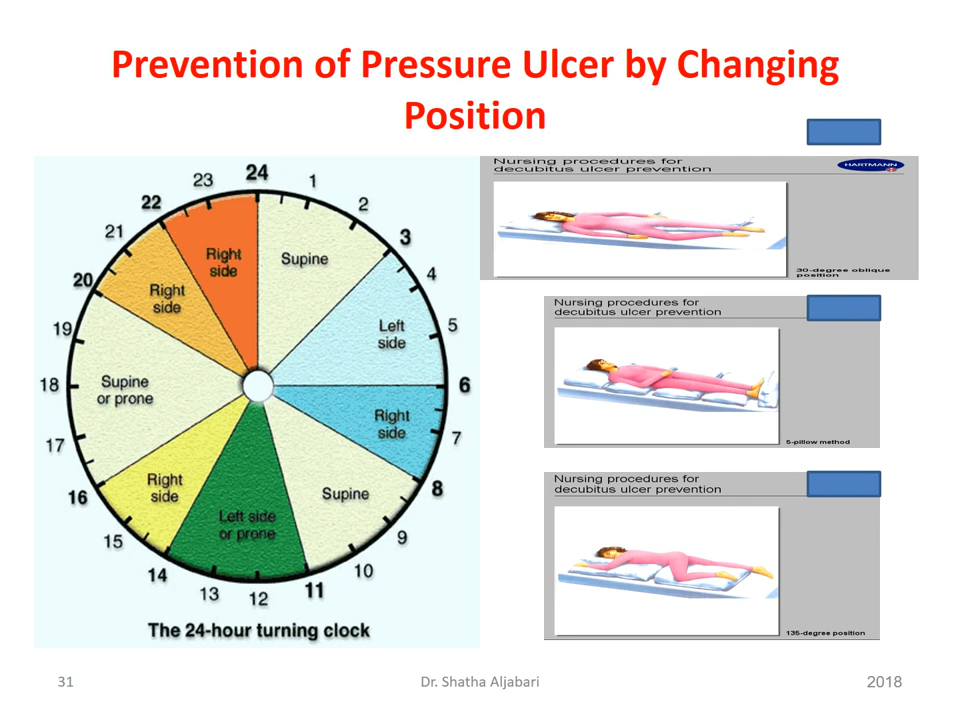 Prevention of Pressure Ulcer by Changing
Position
24
1
2
3
4
5
6
7
8
9
10
11
12
13
14
15
16
17
18
19
20
21
22
23
Supine
Left
side
Right
side
Supine
Left side
or prone
Right
side
Supine
or prone
Right
side
Right
side
The 24-hour turning clock
Nursing procedures for
decubitus ulcer prevention
HARTMANN
30-degree oblique
position
Nursing procedures for
decubitus ulcer prevention
5-pillow method
Nursing procedures for
decubitus ulcer prevention
135-degree position
31
Dr. Shatha Aljabari
2018